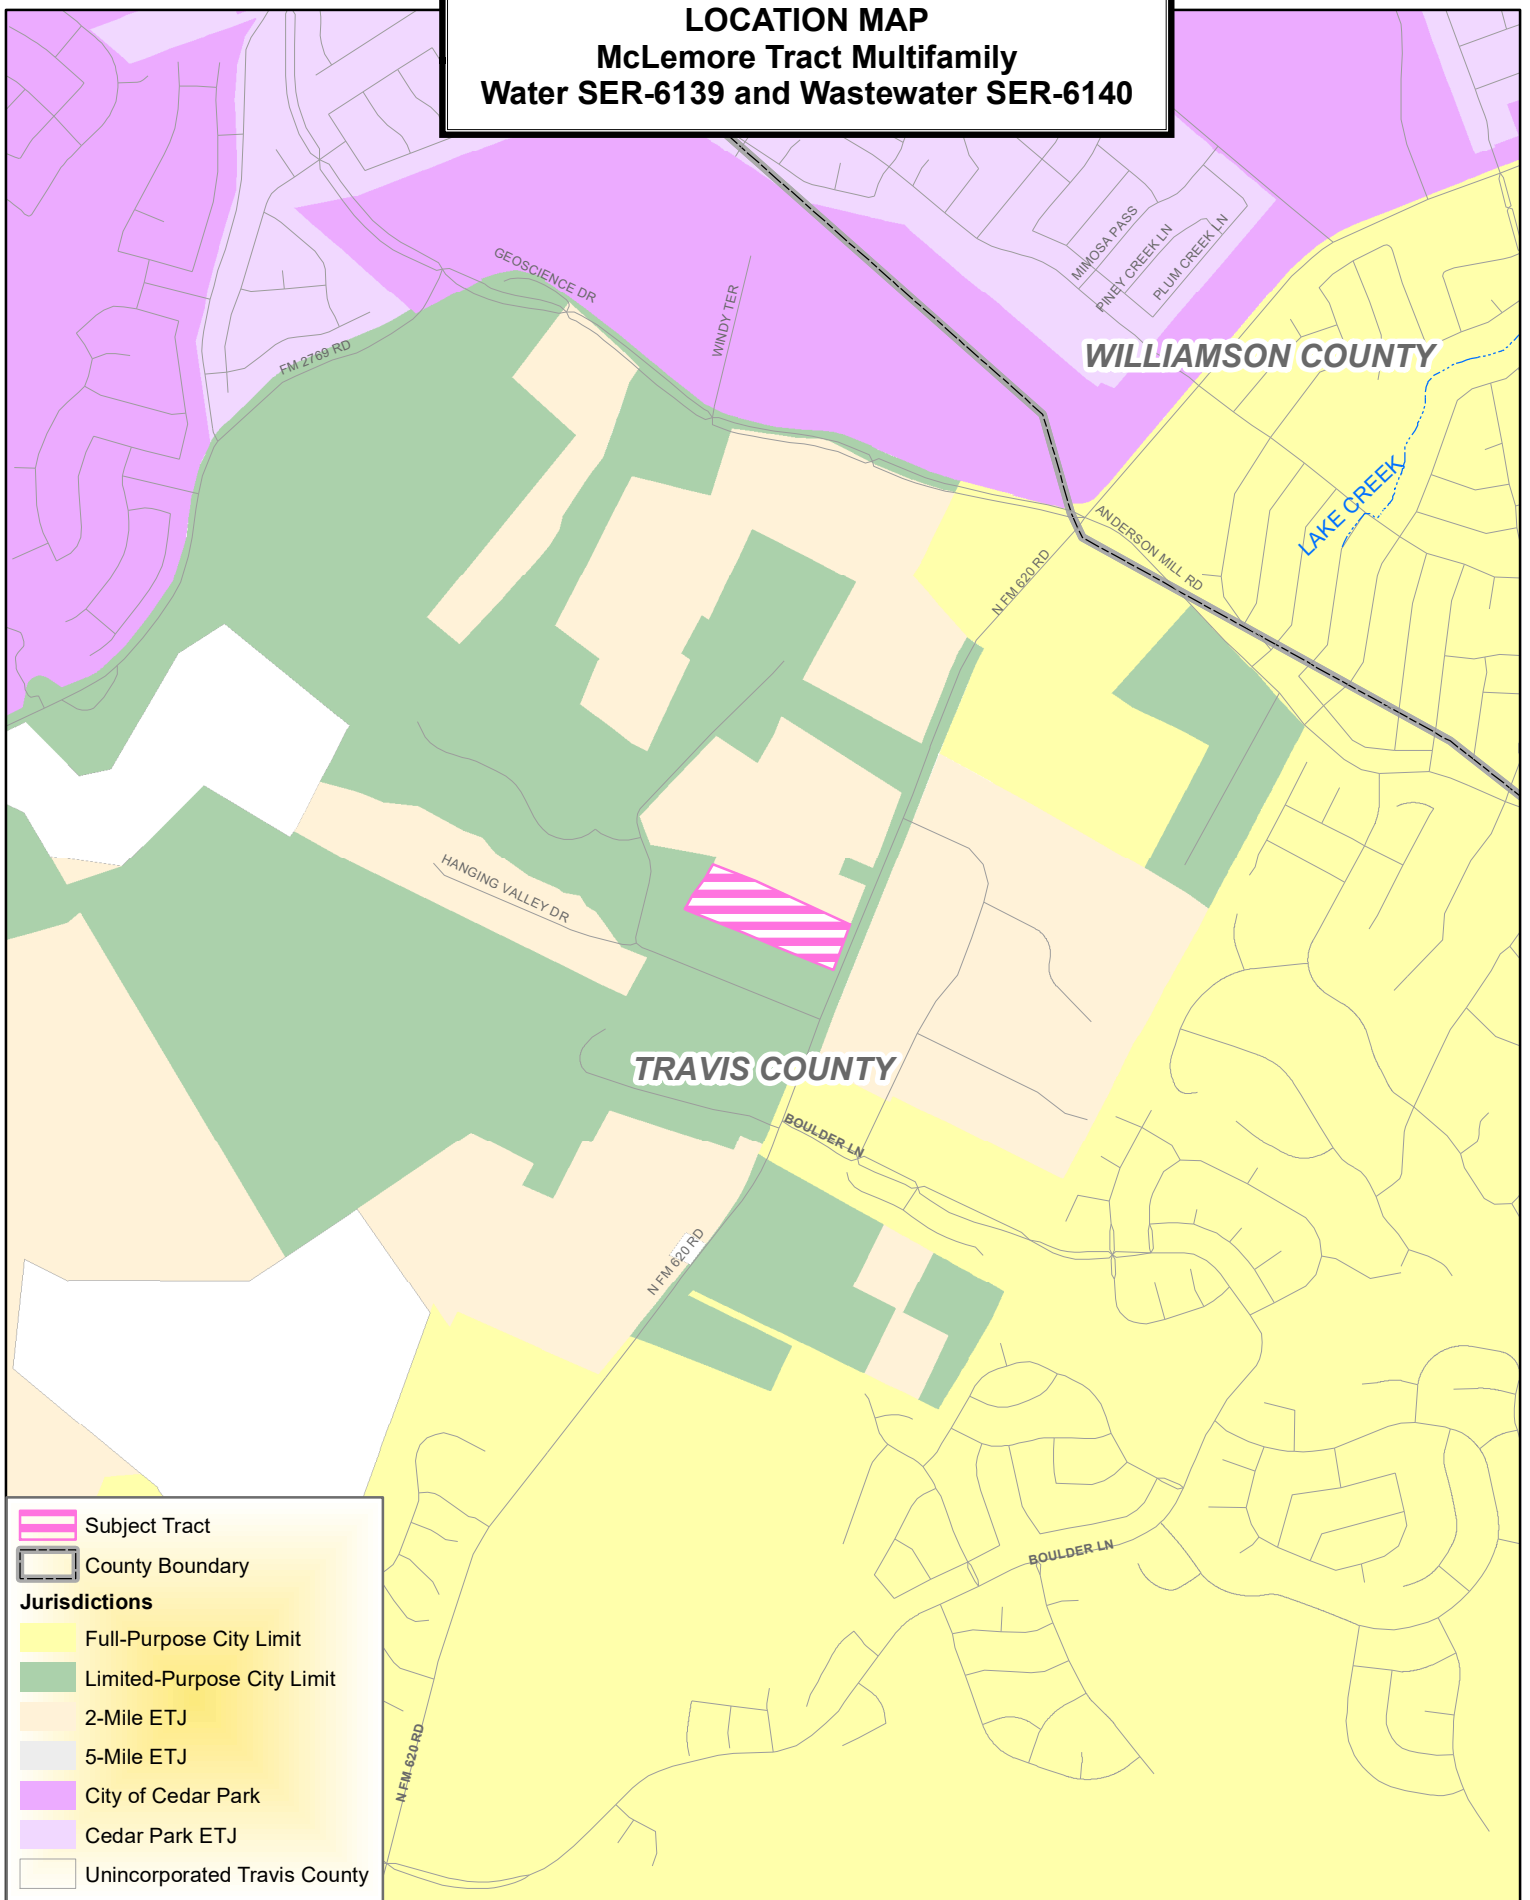 LOCATION MAP
McLemore Tract Multifamily
Water SER-6139 and Wastewater SER-6140
MIMOSA PASS
PINEY CREEK LN
PLUM CREEK LN
GEOSCIENCE DR
WINDY TER
FM 2769 RD
WILLIAMSON COUNTY
LAKE CREEK
ANDERSON MILL RD
N FM 620 RD
HANGING VALLEY DR
TRAVIS COUNTY
BOULDER LN
N FM 620 RD
BOULDER LN
N FM 620 RD
Subject Tract
County Boundary
Jurisdictions
Full-Purpose City Limit
Limited-Purpose City Limit
2-Mile ETJ
5-Mile ETJ
City of Cedar Park
Cedar Park ETJ
Unincorporated Travis County